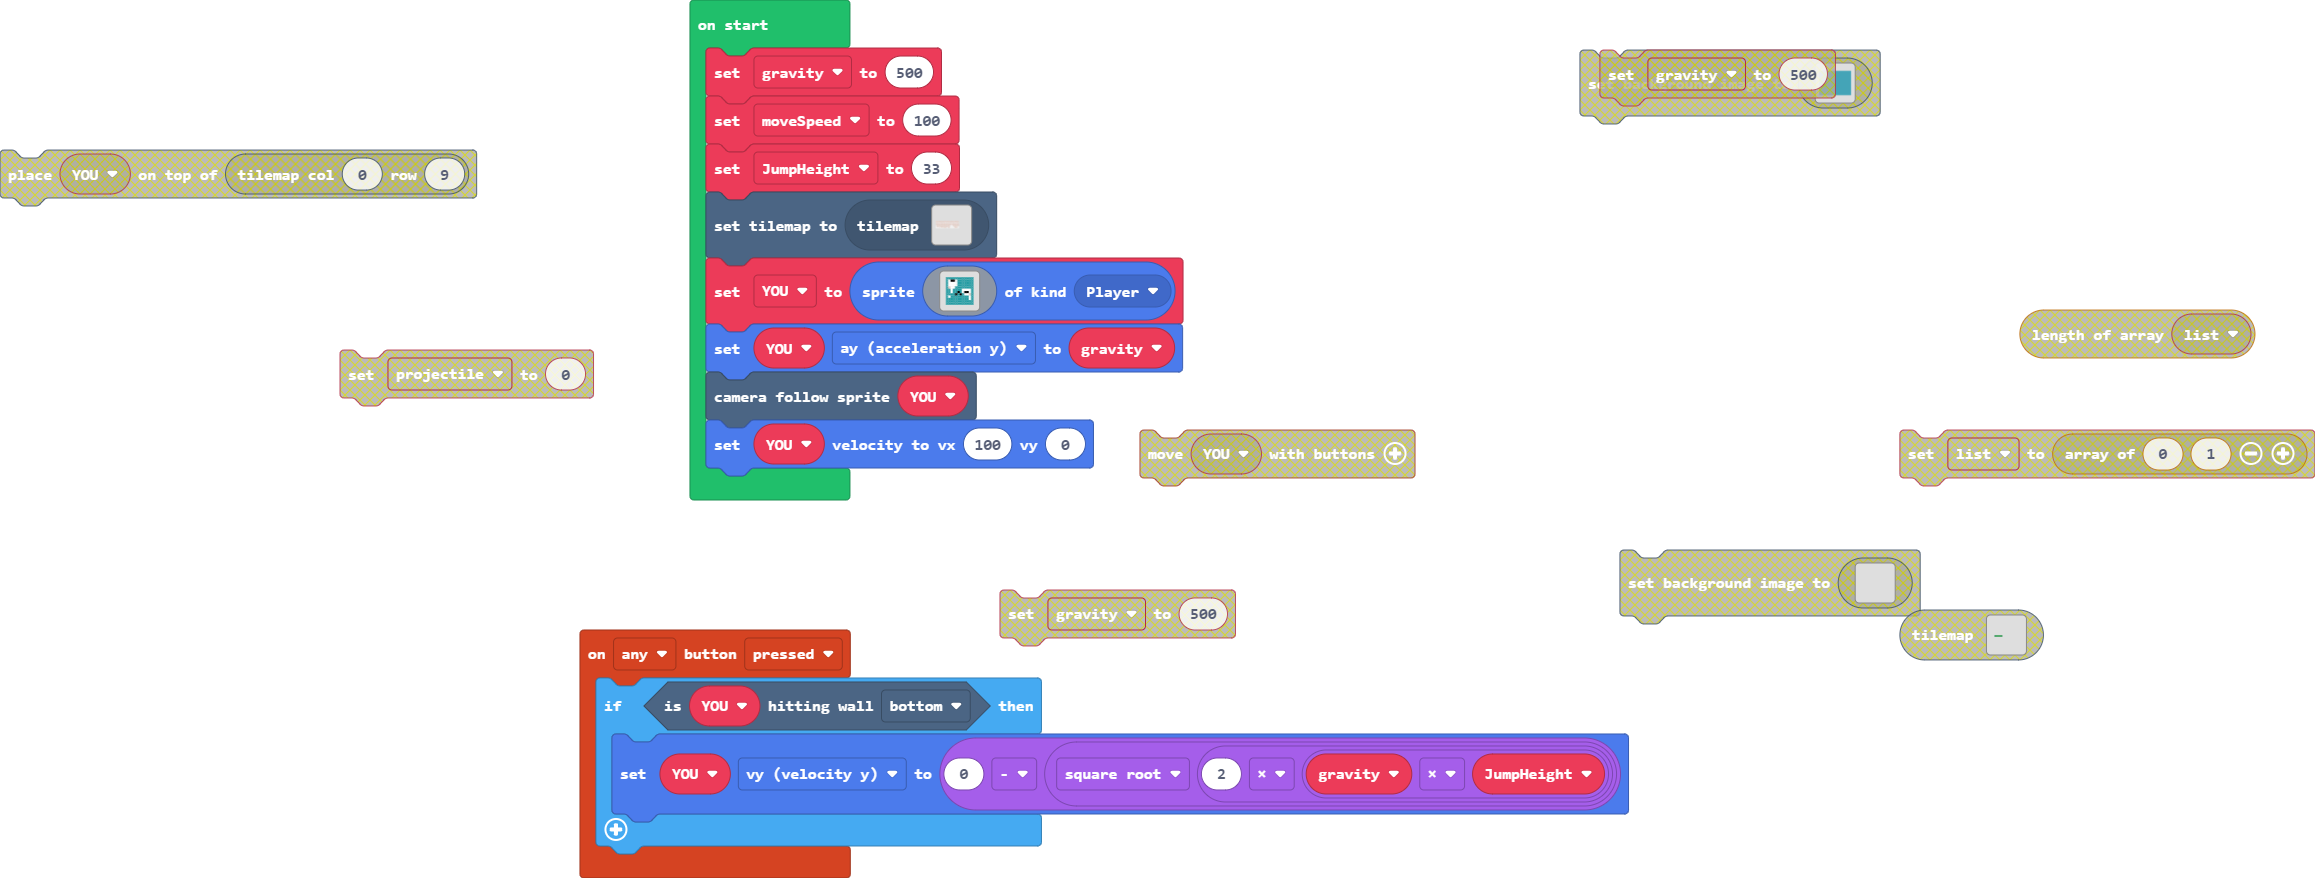 on start
set gravity to 500
set moveSpeed to 100
set JumpHeight to 33
set tilemap to tilemap
set YOU to sprite of kind Player
set YOU ay (acceleration y) to gravity
camera follow sprite YOU
set YOU velocity to vx 100 vy 0
place YOU on top of tilemap col 0 row 9
set projectile to 0
move YOU with buttons
set gravity to 500
on any button pressed
if is YOU hitting wall bottom then
set YOU vy (velocity y) to 0 - square root 2 × gravity × JumpHeight
set gravity to 500
length of array list
set list to array of 0 1
set background image to
tilemap